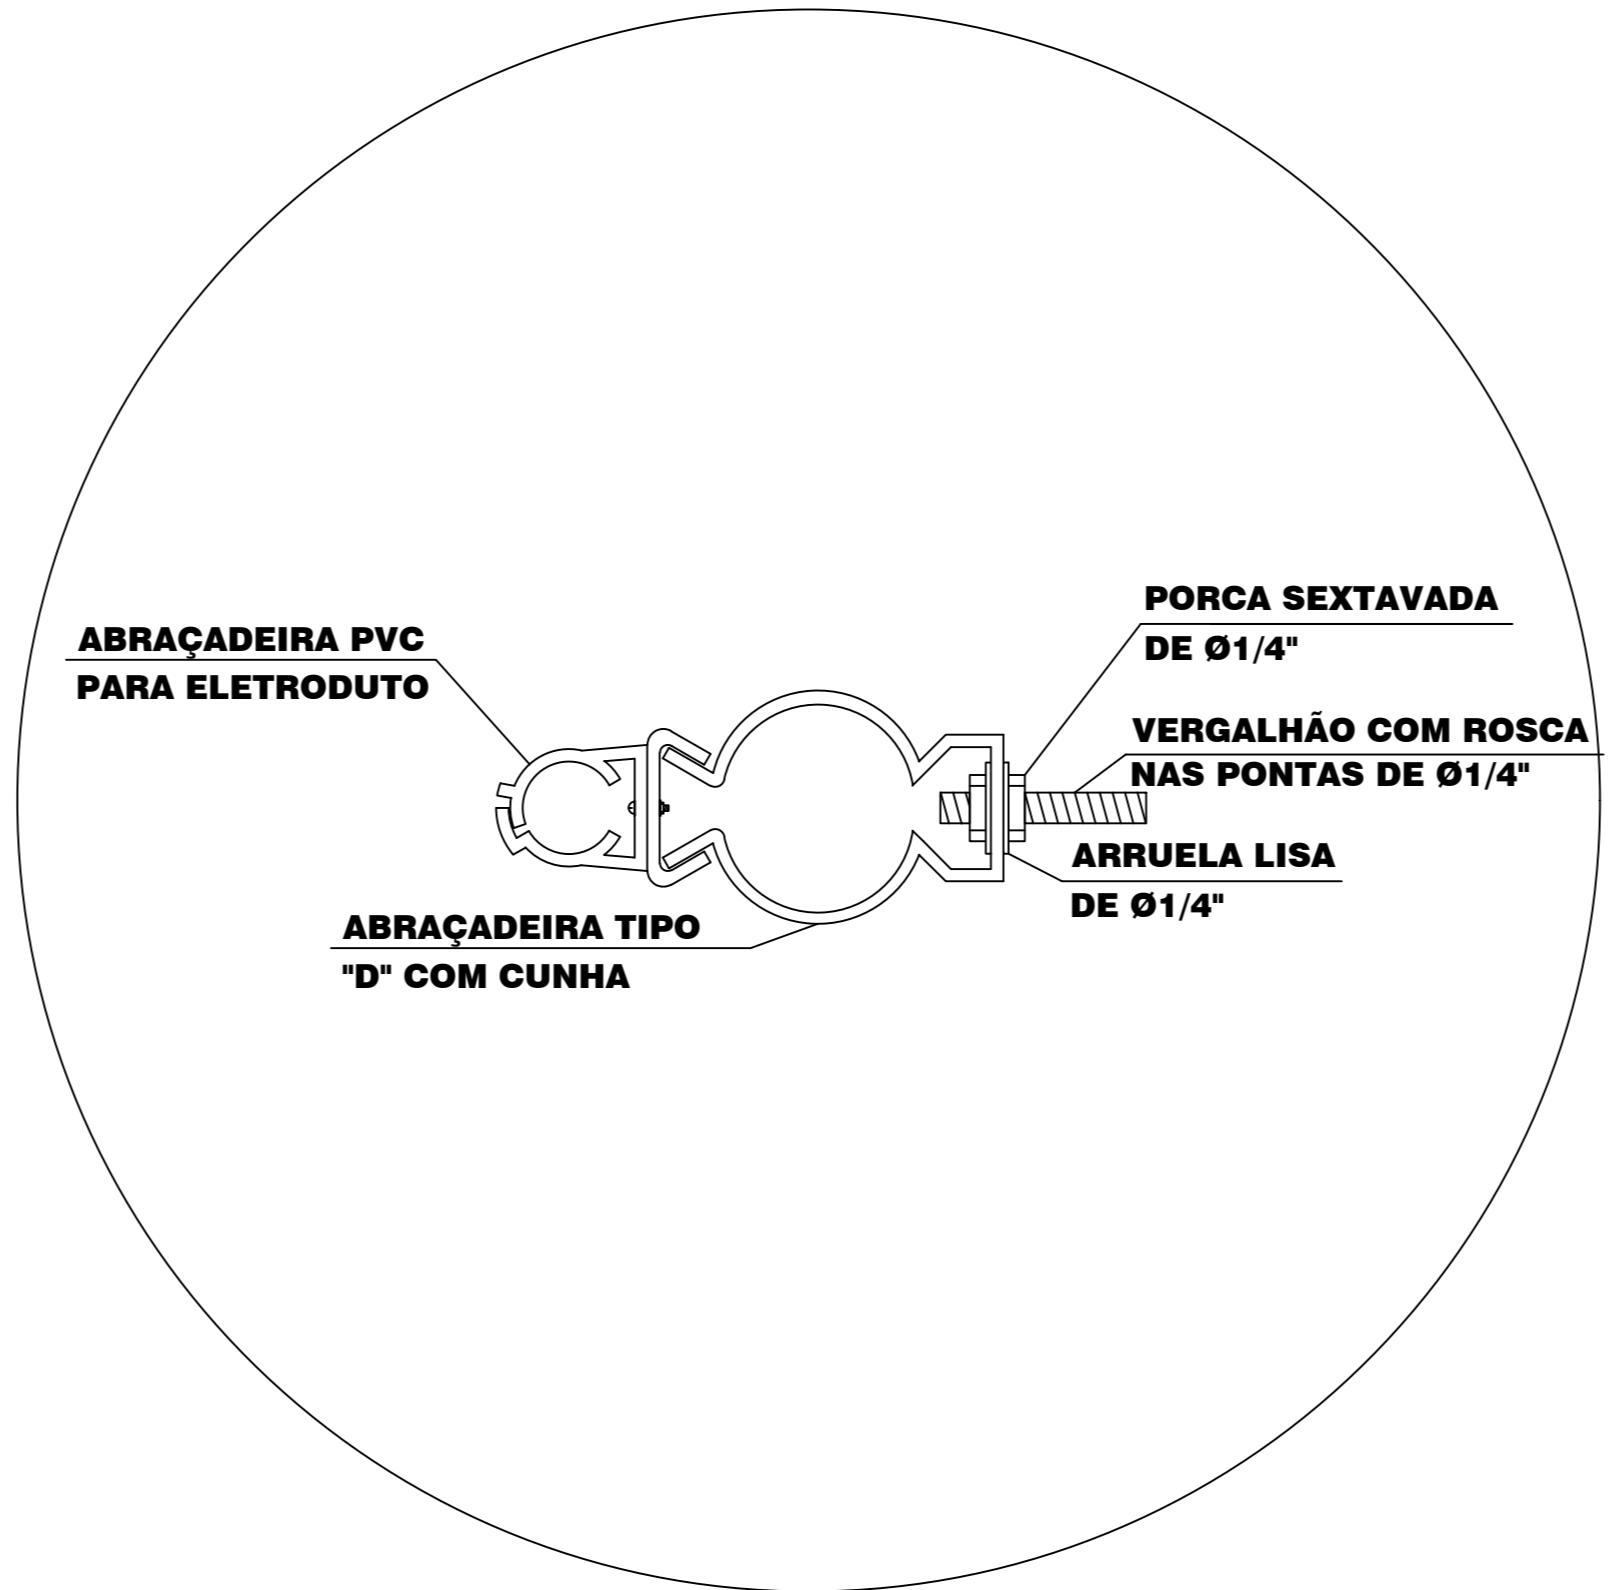 PORCA SEXTAVADA
DE Ø1/4"
ABRAÇADEIRA PVC
PARA ELETRODUTO
VERGALHÃO COM ROSCA
NAS PONTAS DE Ø1/4"
ARRUELA LISA
DE Ø1/4"
ABRAÇADEIRA TIPO
"D" COM CUNHA